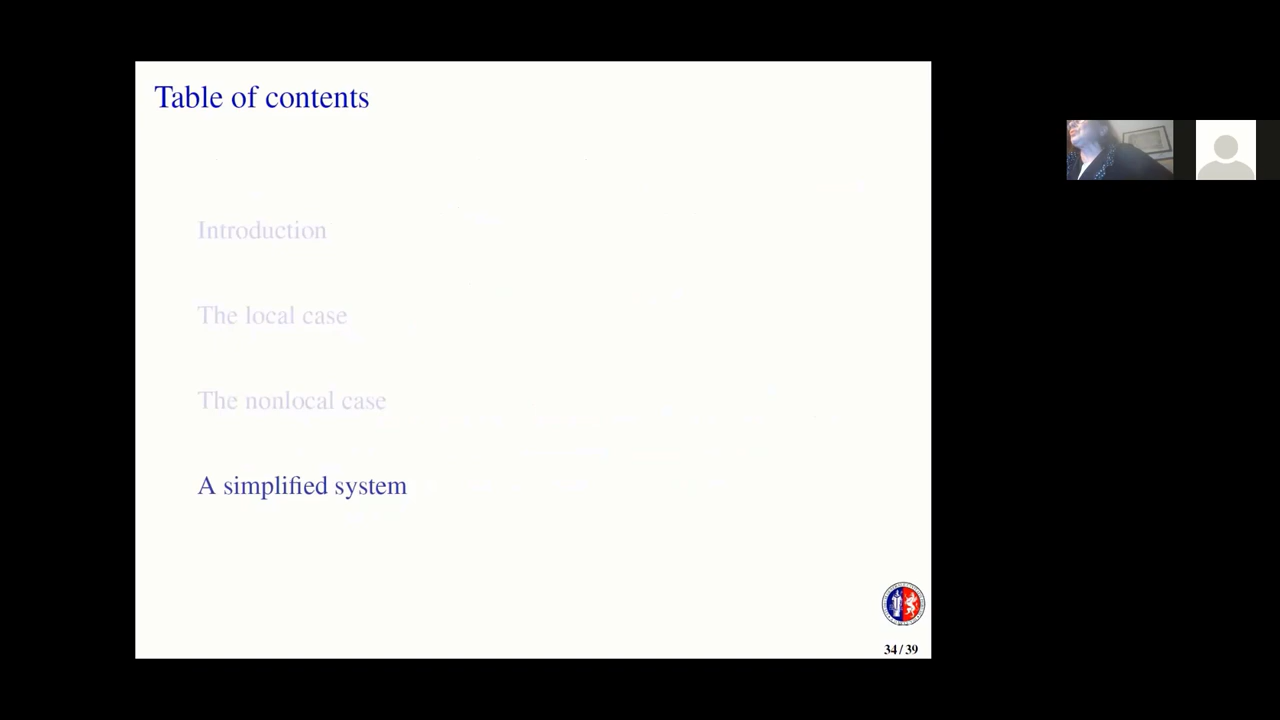 Table of contents
Introduction
The local case
The nonlocal case
A simplified system
34 / 39